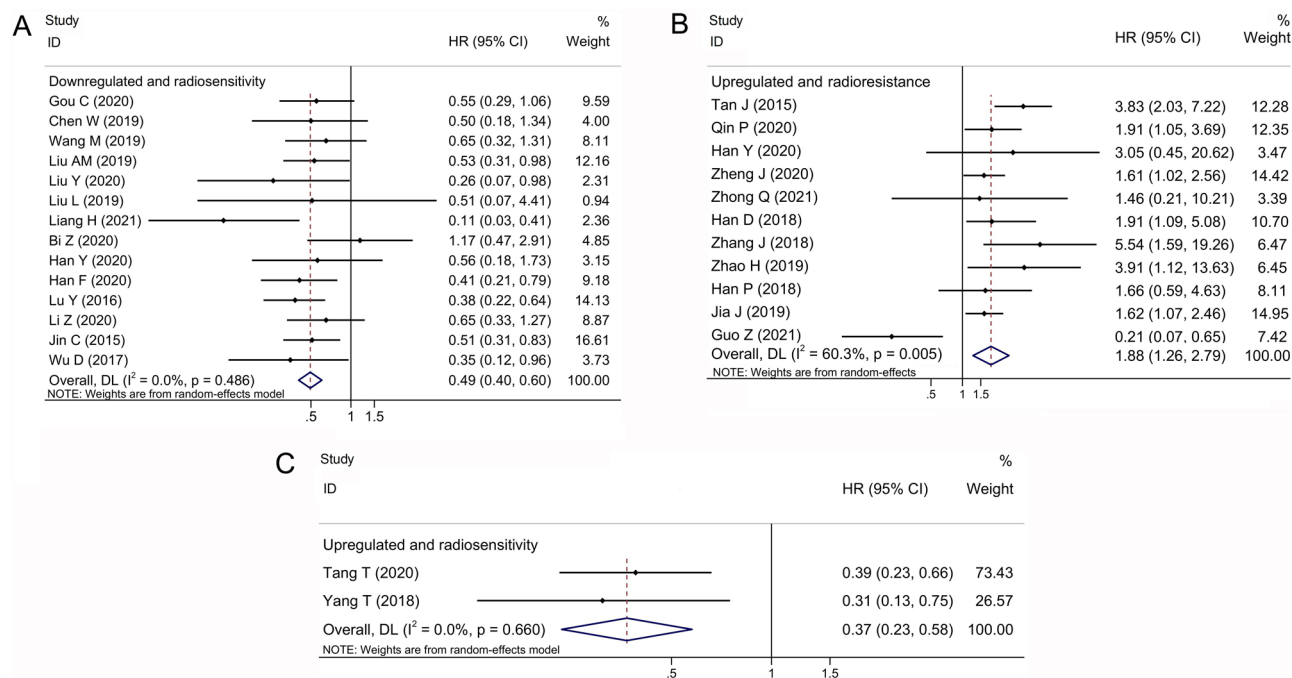 A
Study %
ID HR (95% CI) Weight
Downregulated and radiosensitivity
Gou C (2020) 0.55 (0.29, 1.06) 9.59
Chen W (2019) 0.50 (0.18, 1.34) 4.00
Wang M (2019) 0.65 (0.32, 1.31) 8.11
Liu AM (2019) 0.53 (0.31, 0.98) 12.16
Liu Y (2020) 0.26 (0.07, 0.98) 2.31
Liu L (2019) 0.51 (0.07, 4.41) 0.94
Liang H (2021) 0.11 (0.03, 0.41) 2.36
Bi Z (2020) 1.17 (0.47, 2.91) 4.85
Han Y (2020) 0.56 (0.18, 1.73) 3.15
Han F (2020) 0.41 (0.21, 0.79) 9.18
Lu Y (2016) 0.38 (0.22, 0.64) 14.13
Li Z (2020) 0.65 (0.33, 1.27) 8.87
Jin C (2015) 0.51 (0.31, 0.83) 16.61
Wu D (2017) 0.35 (0.12, 0.96) 3.73
Overall, DL (I² = 0.0%, p = 0.486) 0.49 (0.40, 0.60) 100.00
NOTE: Weights are from random-effects model
.5 1 1.5
B
Study %
ID HR (95% CI) Weight
Upregulated and radioresistance
Tan J (2015) 3.83 (2.03, 7.22) 12.28
Qin P (2020) 1.91 (1.05, 3.69) 12.35
Han Y (2020) 3.05 (0.45, 20.62) 3.47
Zheng J (2020) 1.61 (1.02, 2.56) 14.42
Zhong Q (2021) 1.46 (0.21, 10.21) 3.39
Han D (2018) 1.91 (1.09, 5.08) 10.70
Zhang J (2018) 5.54 (1.59, 19.26) 6.47
Zhao H (2019) 3.91 (1.12, 13.63) 6.45
Han P (2018) 1.66 (0.59, 4.63) 8.11
Jia J (2019) 1.62 (1.07, 2.46) 14.95
Guo Z (2021) 0.21 (0.07, 0.65) 7.42
Overall, DL (I² = 60.3%, p = 0.005) 1.88 (1.26, 2.79) 100.00
NOTE: Weights are from random-effects
.5 1 1.5
C
Study %
ID HR (95% CI) Weight
Upregulated and radiosensitivity
Tang T (2020) 0.39 (0.23, 0.66) 73.43
Yang T (2018) 0.31 (0.13, 0.75) 26.57
Overall, DL (I² = 0.0%, p = 0.660) 0.37 (0.23, 0.58) 100.00
NOTE: Weights are from random-effects model
.5 1 1.5